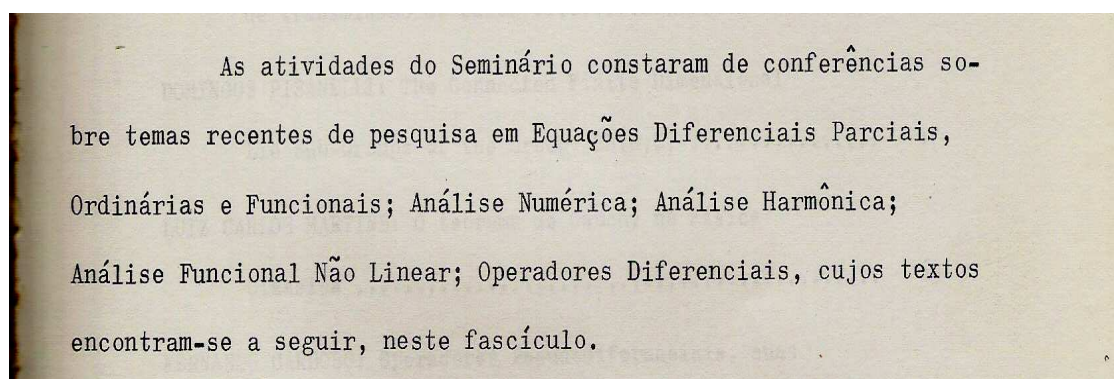 As atividades do Seminário constaram de conferências so-
bre temas recentes de pesquisa em Equações Diferenciais Parciais,
Ordinárias e Funcionais; Análise Numérica; Análise Harmônica;
Análise Funcional Não Linear; Operadores Diferenciais, cujos textos
encontram-se a seguir, neste fascículo.